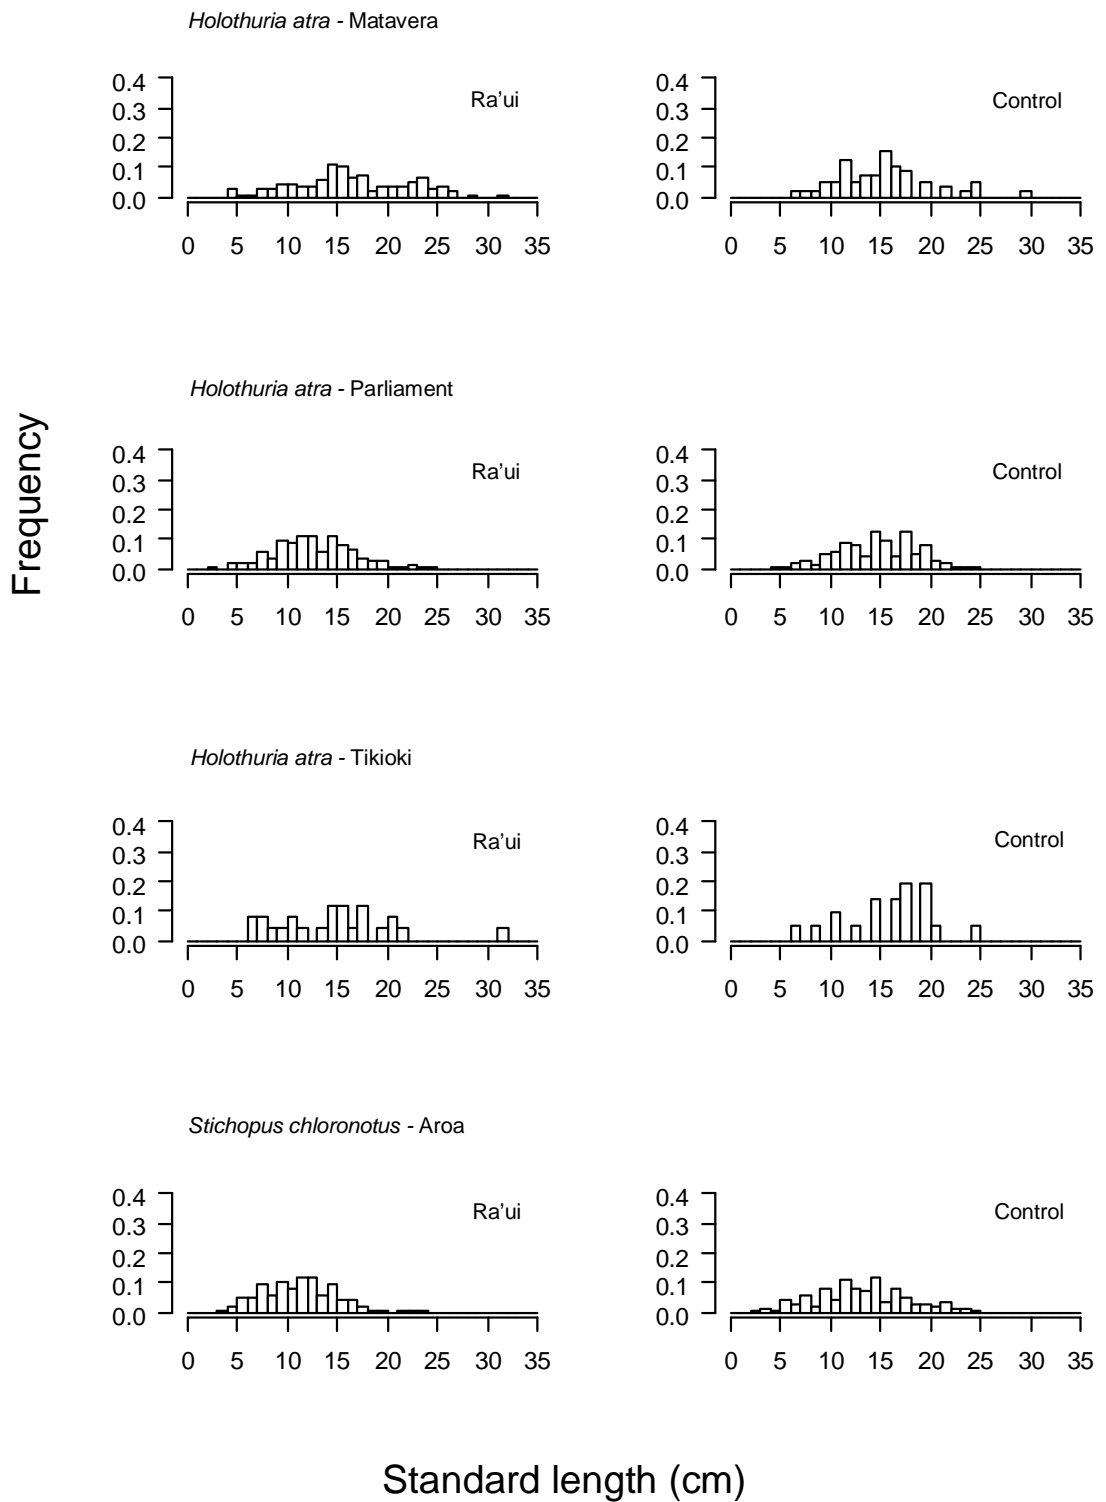 Holothuria atra - Matavera
Ra'ui
Control
0.4 0.3 0.2 0.1 0.0
0.4 0.3 0.2 0.1 0.0
0 5 10 15 20 25 30 35
0 5 10 15 20 25 30 35
Holothuria atra - Parliament
Ra'ui
Control
0.4 0.3 0.2 0.1 0.0
0.4 0.3 0.2 0.1 0.0
0 5 10 15 20 25 30 35
0 5 10 15 20 25 30 35
Frequency
Holothuria atra - Tikioki
Ra'ui
Control
0.4 0.3 0.2 0.1 0.0
0.4 0.3 0.2 0.1 0.0
0 5 10 15 20 25 30 35
0 5 10 15 20 25 30 35
Stichopus chloronotus - Aroa
Ra'ui
Control
0.4 0.3 0.2 0.1 0.0
0.4 0.3 0.2 0.1 0.0
0 5 10 15 20 25 30 35
0 5 10 15 20 25 30 35
Standard length (cm)